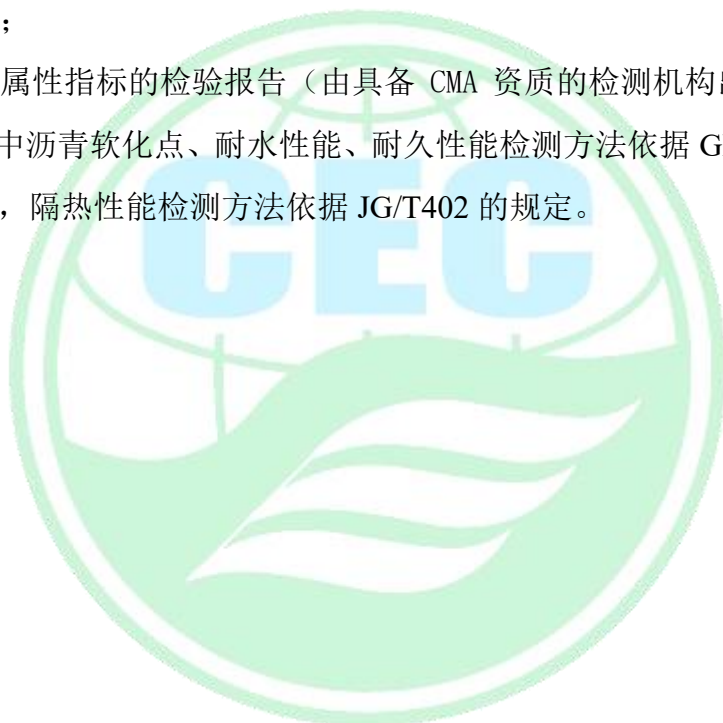 ；
属性指标的检验报告（由具备 CMA 资质的检测机构
中沥青软化点、耐水性能、耐久性能检测方法依据 G
，隔热性能检测方法依据 JG/T402 的规定。
CEC